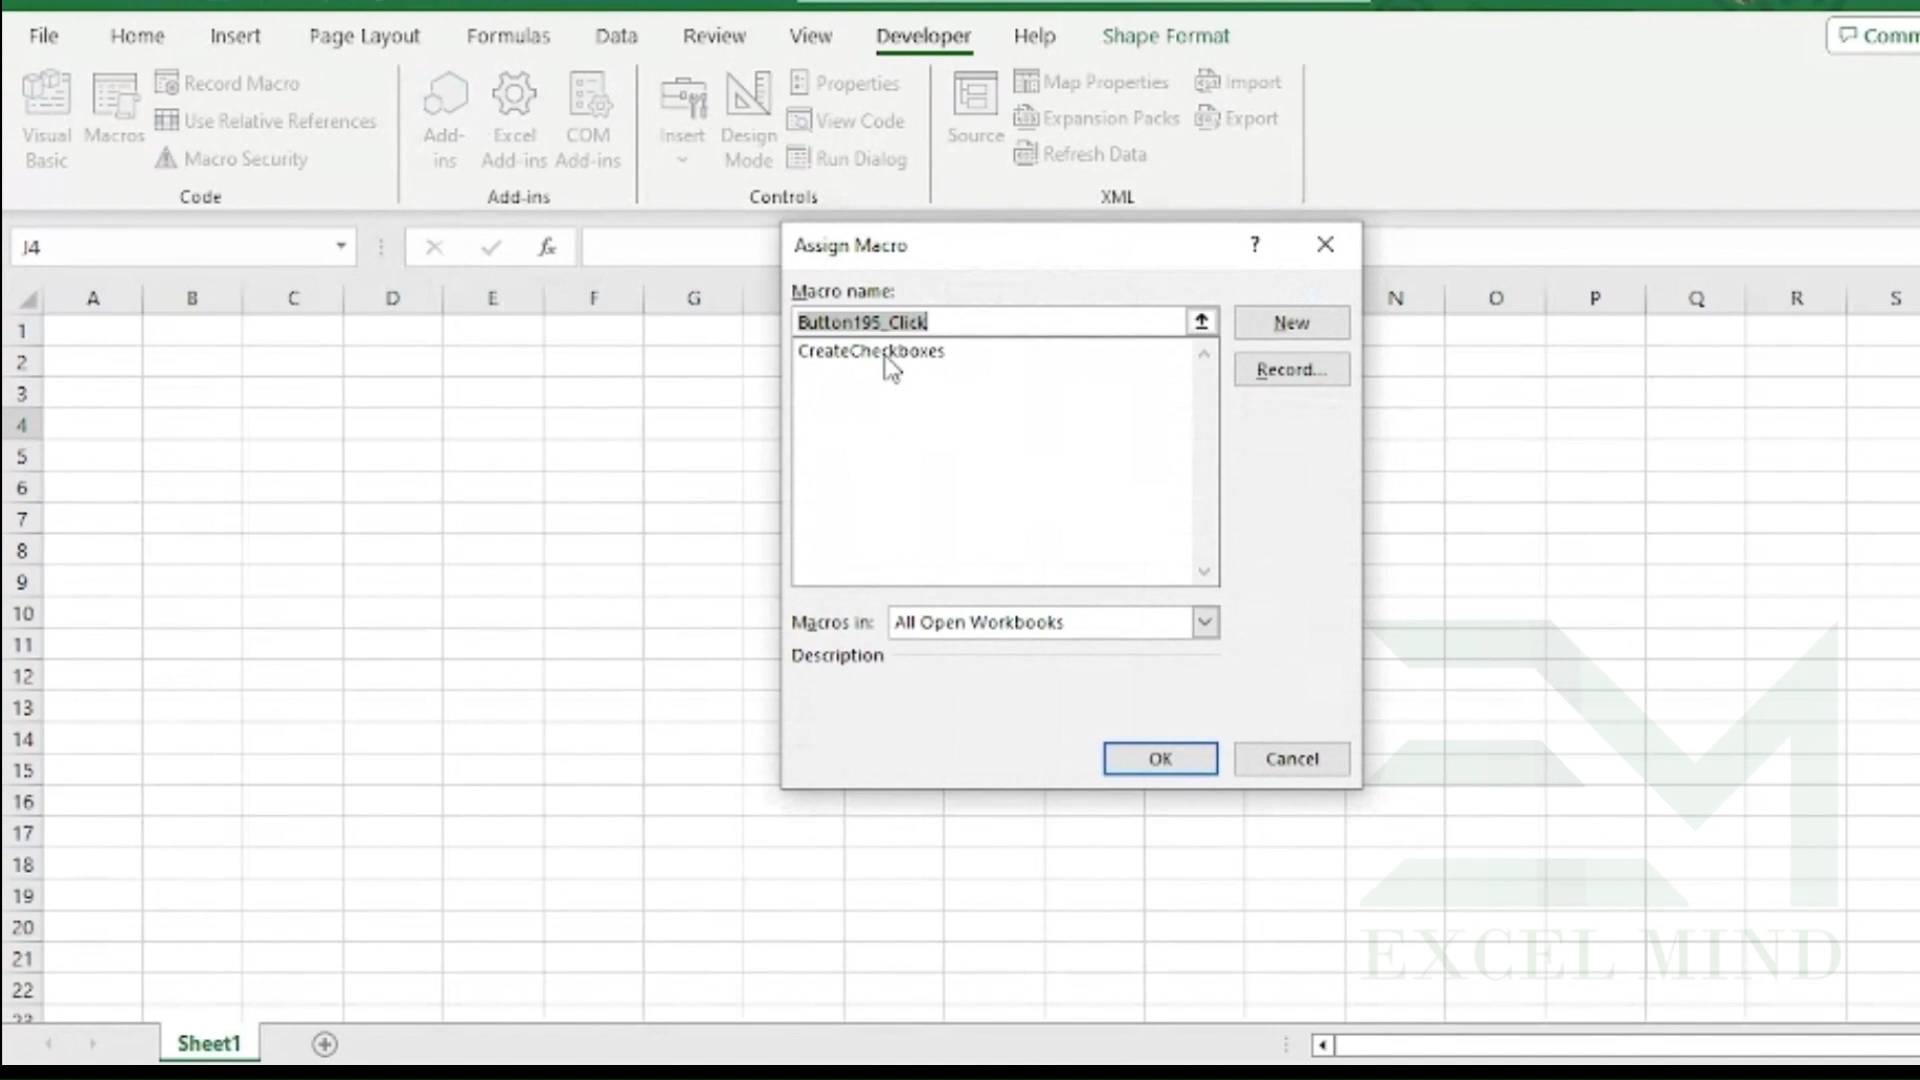 File Home Insert Page Layout Formulas Data Review View Developer Help Shape Format Comm
Visual Basic
Macros
Record Macro
Use Relative References
Macro Security
Code
Add-ins
Excel Add-ins
COM Add-ins
Add-ins
Insert
Design Mode
Properties
View Code
Run Dialog
Controls
Source
Map Properties
Expansion Packs
Refresh Data
Import
Export
XML
J4
fx
A B C D E F G N O P Q R S
1
2
3
4
5
6
7
8
9
10
11
12
13
14
15
16
17
18
19
20
21
22
23
Assign Macro ?
Macro name:
Button195_Click
CreateCheckboxes
New
Record...
Macros in: All Open Workbooks
Description
OK
Cancel
EXCEL MIND
Sheet1